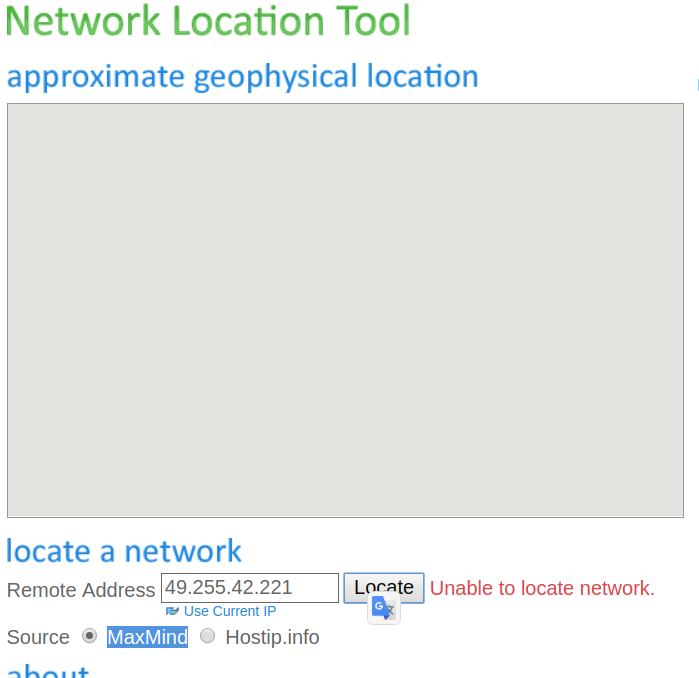 Network Location Tool
approximate geophysical location
locate a network
Remote Address 49.255.42.221 Locate Unable to locate network.
Use Current IP
Source MaxMind Hostip.info
about